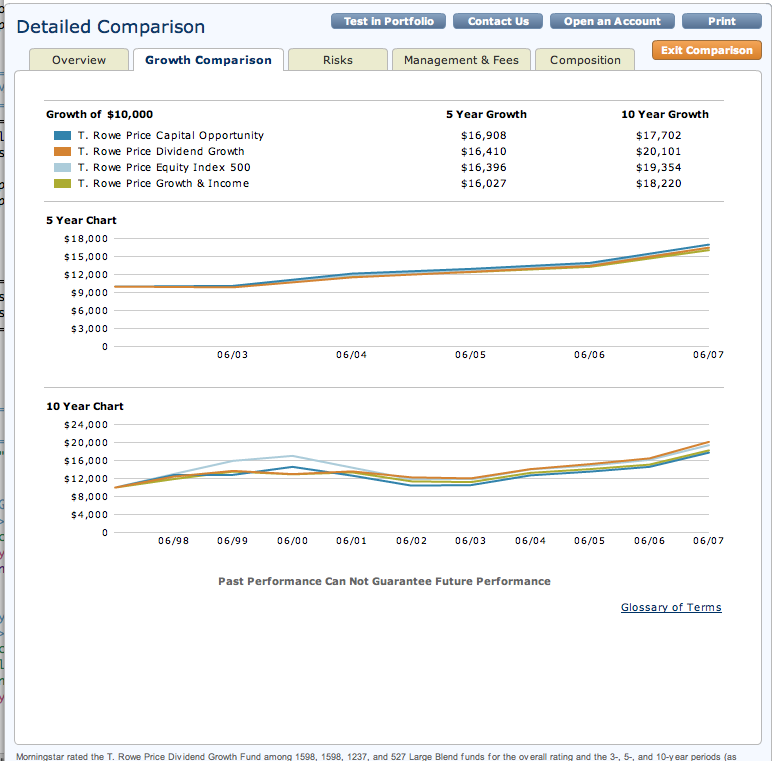 Detailed Comparison
Test in Portfolio Contact Us Open an Account Print
Exit Comparison
Overview Growth Comparison Risks Management & Fees Composition
Growth of $10,000 5 Year Growth 10 Year Growth
T. Rowe Price Capital Opportunity $16,908 $17,702
T. Rowe Price Dividend Growth $16,410 $20,101
T. Rowe Price Equity Index 500 $16,396 $19,354
T. Rowe Price Growth & Income $16,027 $18,220
5 Year Chart
$18,000
$15,000
$12,000
$9,000
$6,000
$3,000
0
06/03 06/04 06/05 06/06 06/07
10 Year Chart
$24,000
$20,000
$16,000
$12,000
$8,000
$4,000
0
06/98 06/99 06/00 06/01 06/02 06/03 06/04 06/05 06/06 06/07
Past Performance Can Not Guarantee Future Performance
Glossary of Terms
Morningstar rated the T. Rowe Price Dividend Growth Fund among 1598, 1598, 1237, and 527 Large Blend funds for the overall rating and the 3-, 5-, and 10-year periods (as